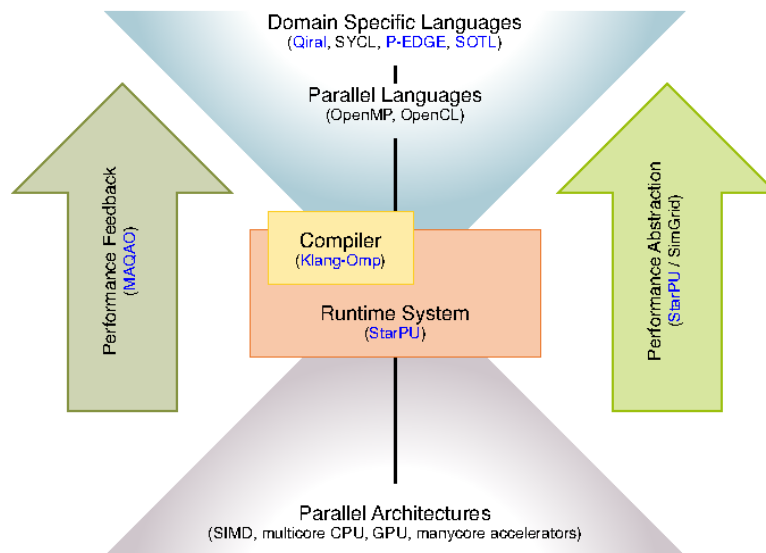 Domain Specific Languages
(Qiral, SYCL, P-EDGE, SOTL)
Parallel Languages
(OpenMP, OpenCL)
Performance Feedback
(MAQAO)
Compiler
(Klang-Omp)
Runtime System
(StarPU)
Performance Abstraction
(StarPU / SimGrid)
Parallel Architectures
(SIMD, multicore CPU, GPU, manycore accelerators)